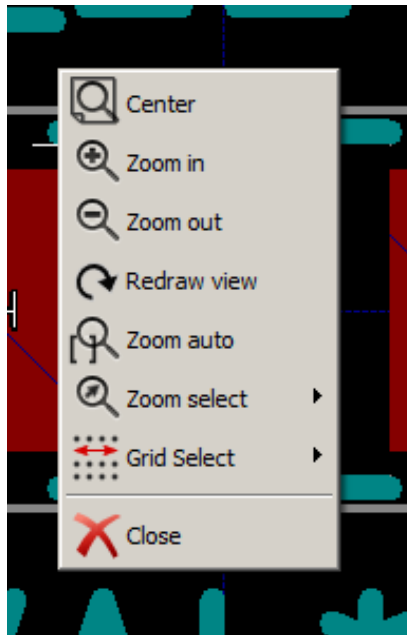 Center
Zoom in
Zoom out
Redraw view
Zoom auto
Zoom select
Grid Select
Close